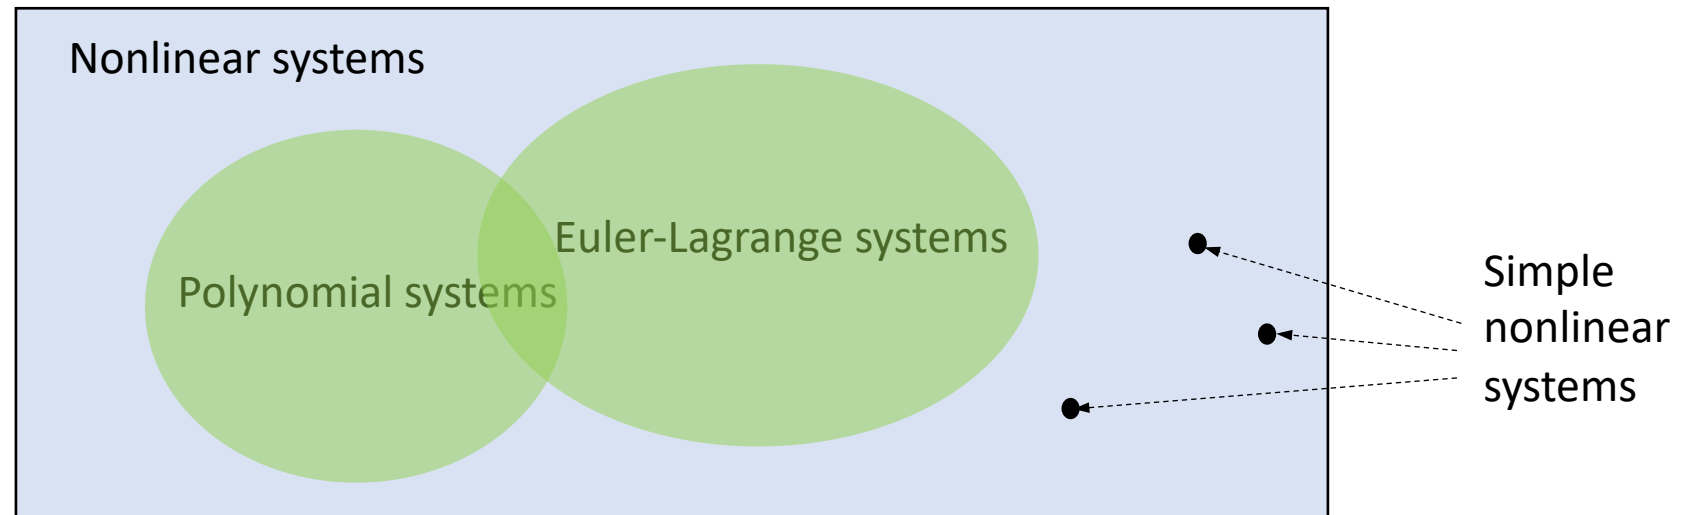 Nonlinear systems
Euler-Lagrange systems
Polynomial systems
Simple
nonlinear
systems